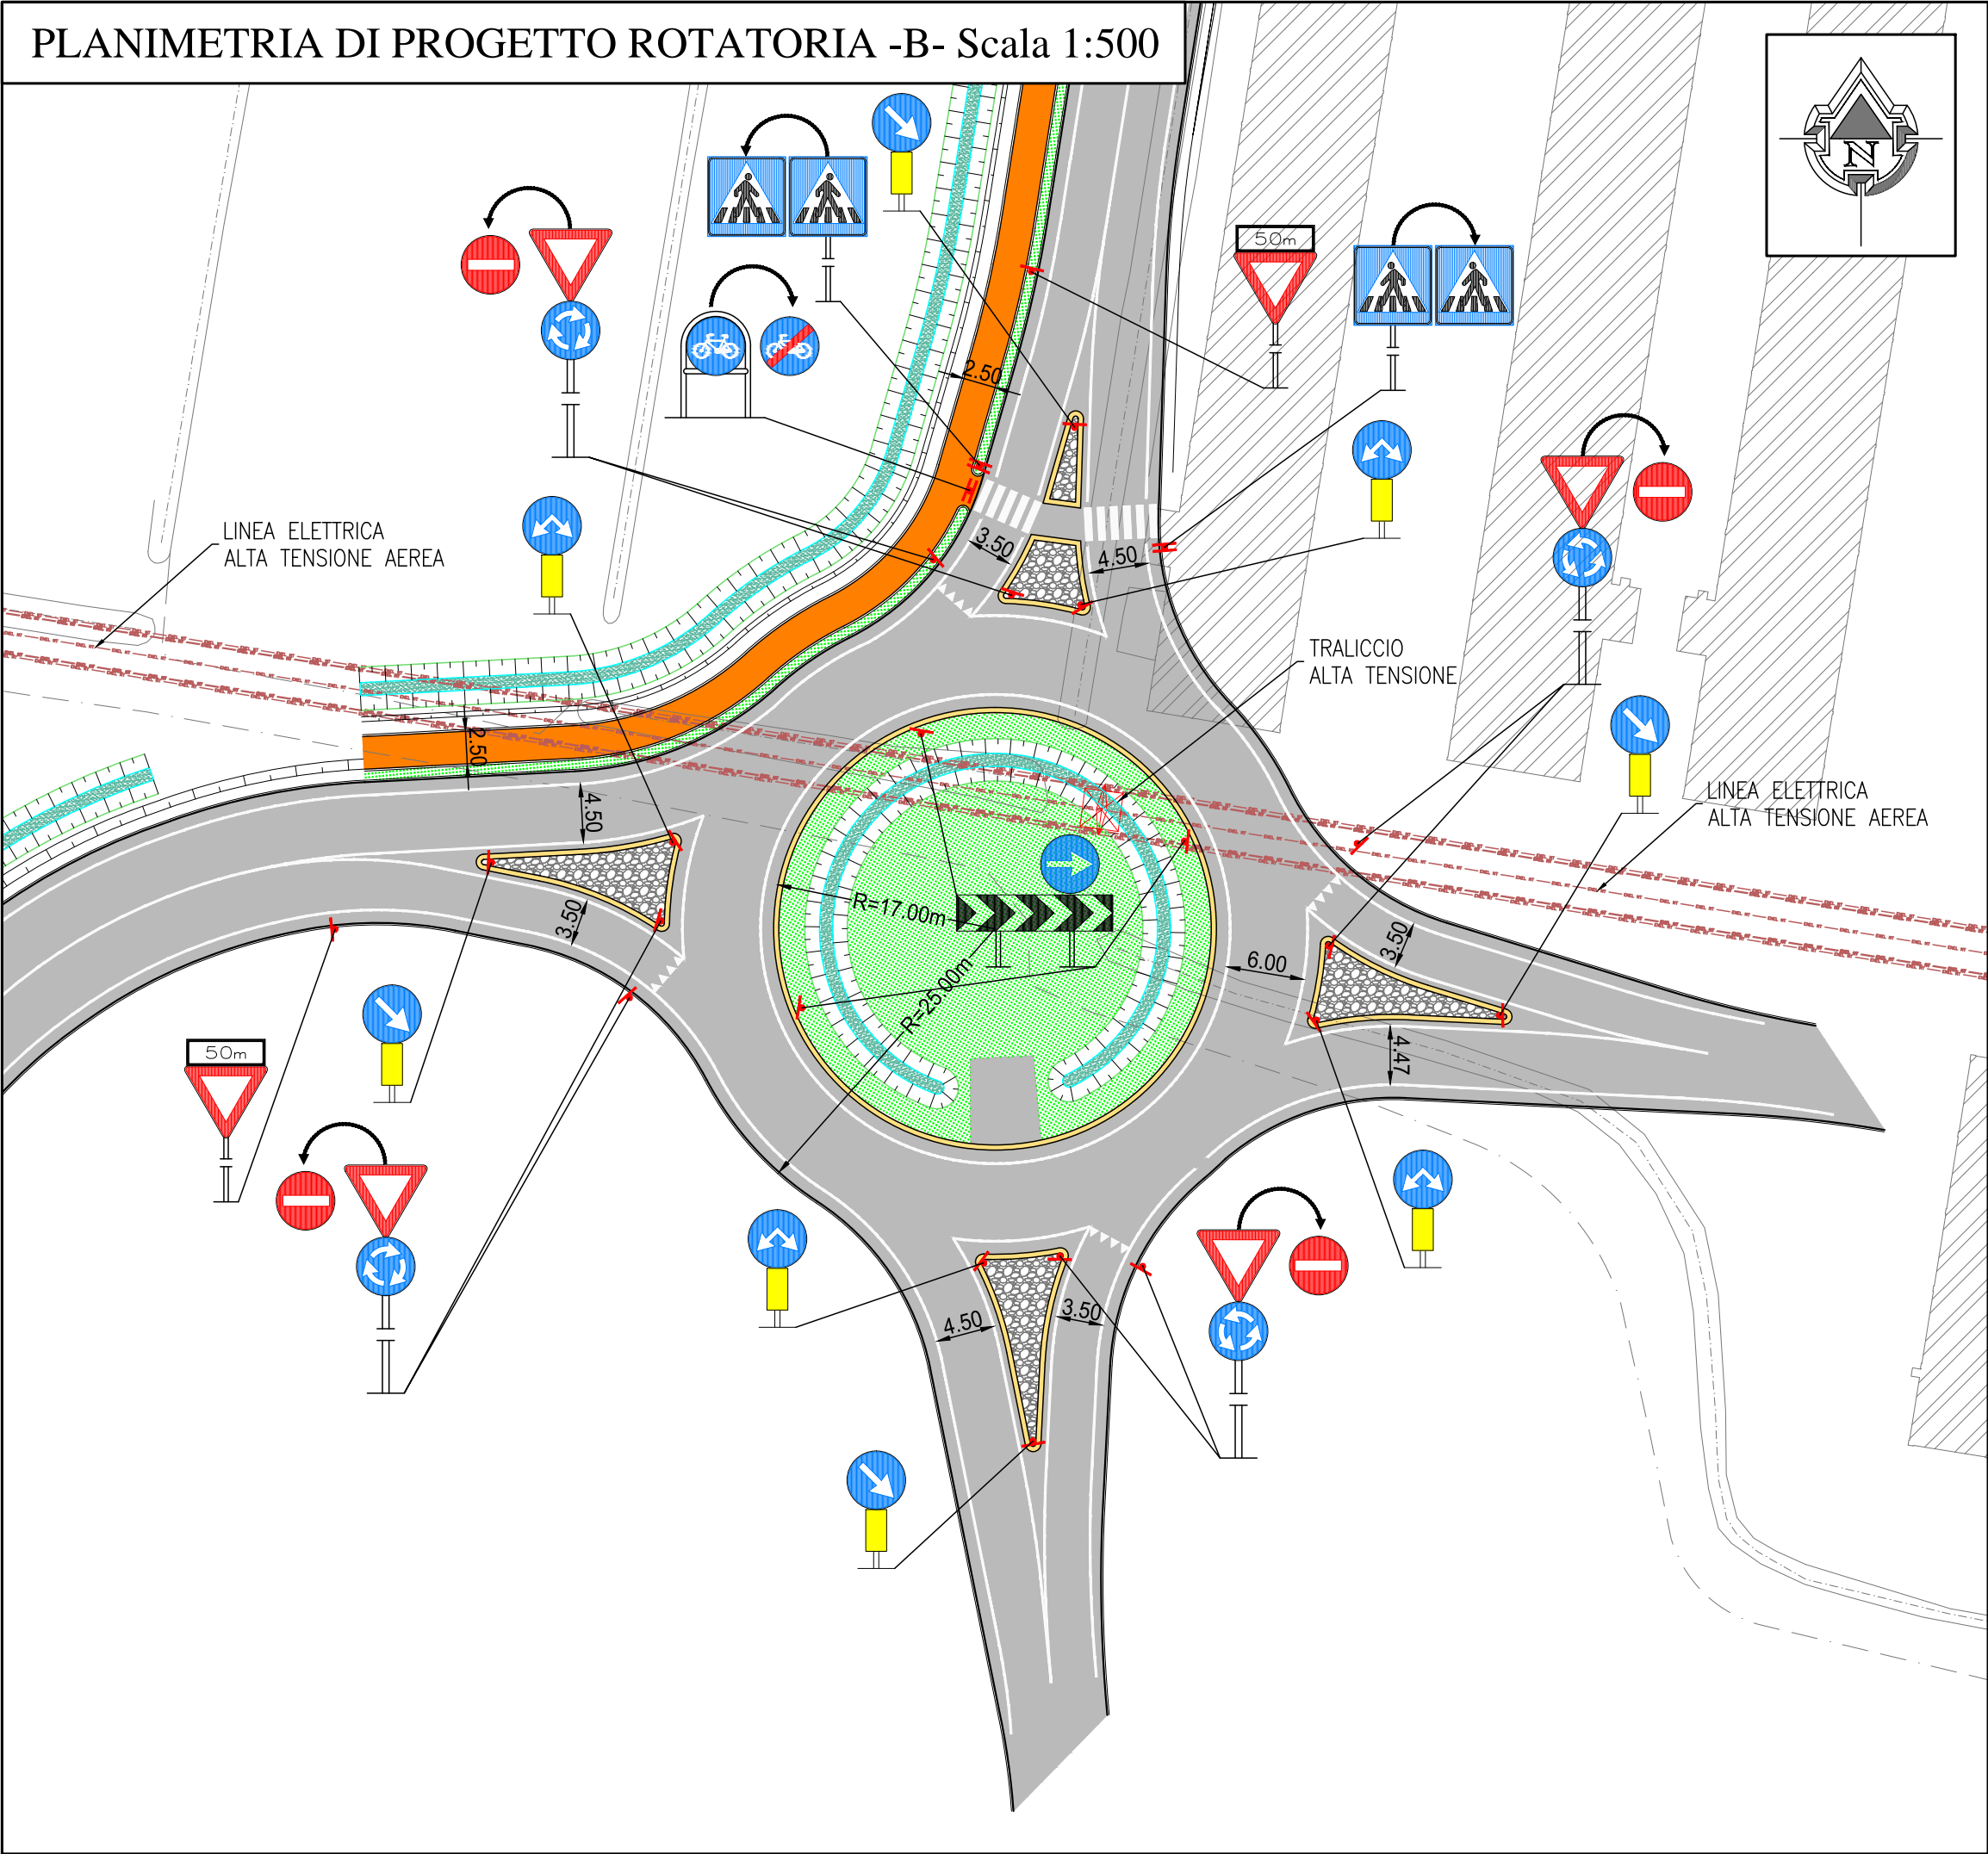 PLANIMETRIA DI PROGETTO ROTATORIA -B- Scala 1:500
N
50m
2.50
LINEA ELETTRICA
ALTA TENSIONE AEREA
3.50
4.50
TRALICCIO
ALTA TENSIONE
2.50
4.50
LINEA ELETTRICA
ALTA TENSIONE AEREA
R=17.00m
3.50
3.50
6.00
R=25.00m
4.47
50m
4.50
3.50